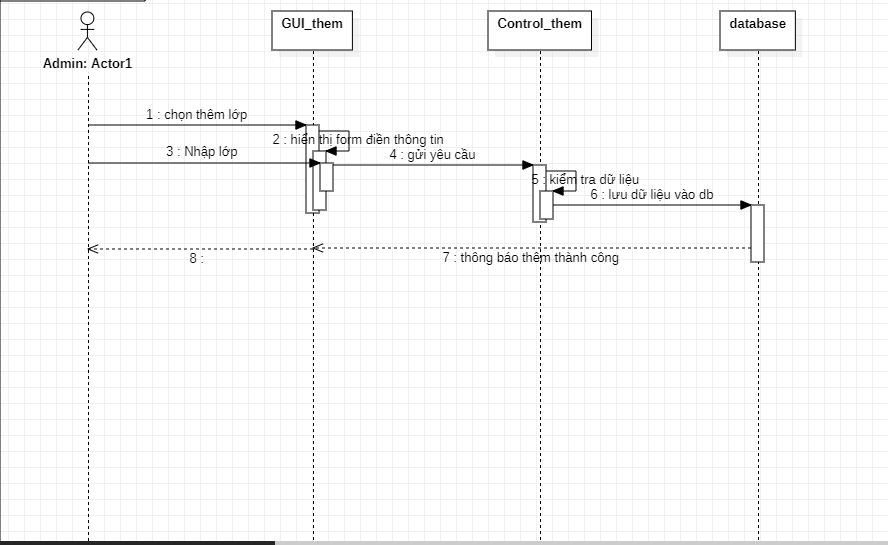 GUI_them
Control_them
database
Admin: Actor1
1 : chọn thêm lớp
2 : hiển thị form điền thông tin
3 : Nhập lớp
4 : gửi yêu cầu
5 : kiểm tra dữ liệu
6 : lưu dữ liệu vào db
7 : thông báo thêm thành công
8 :